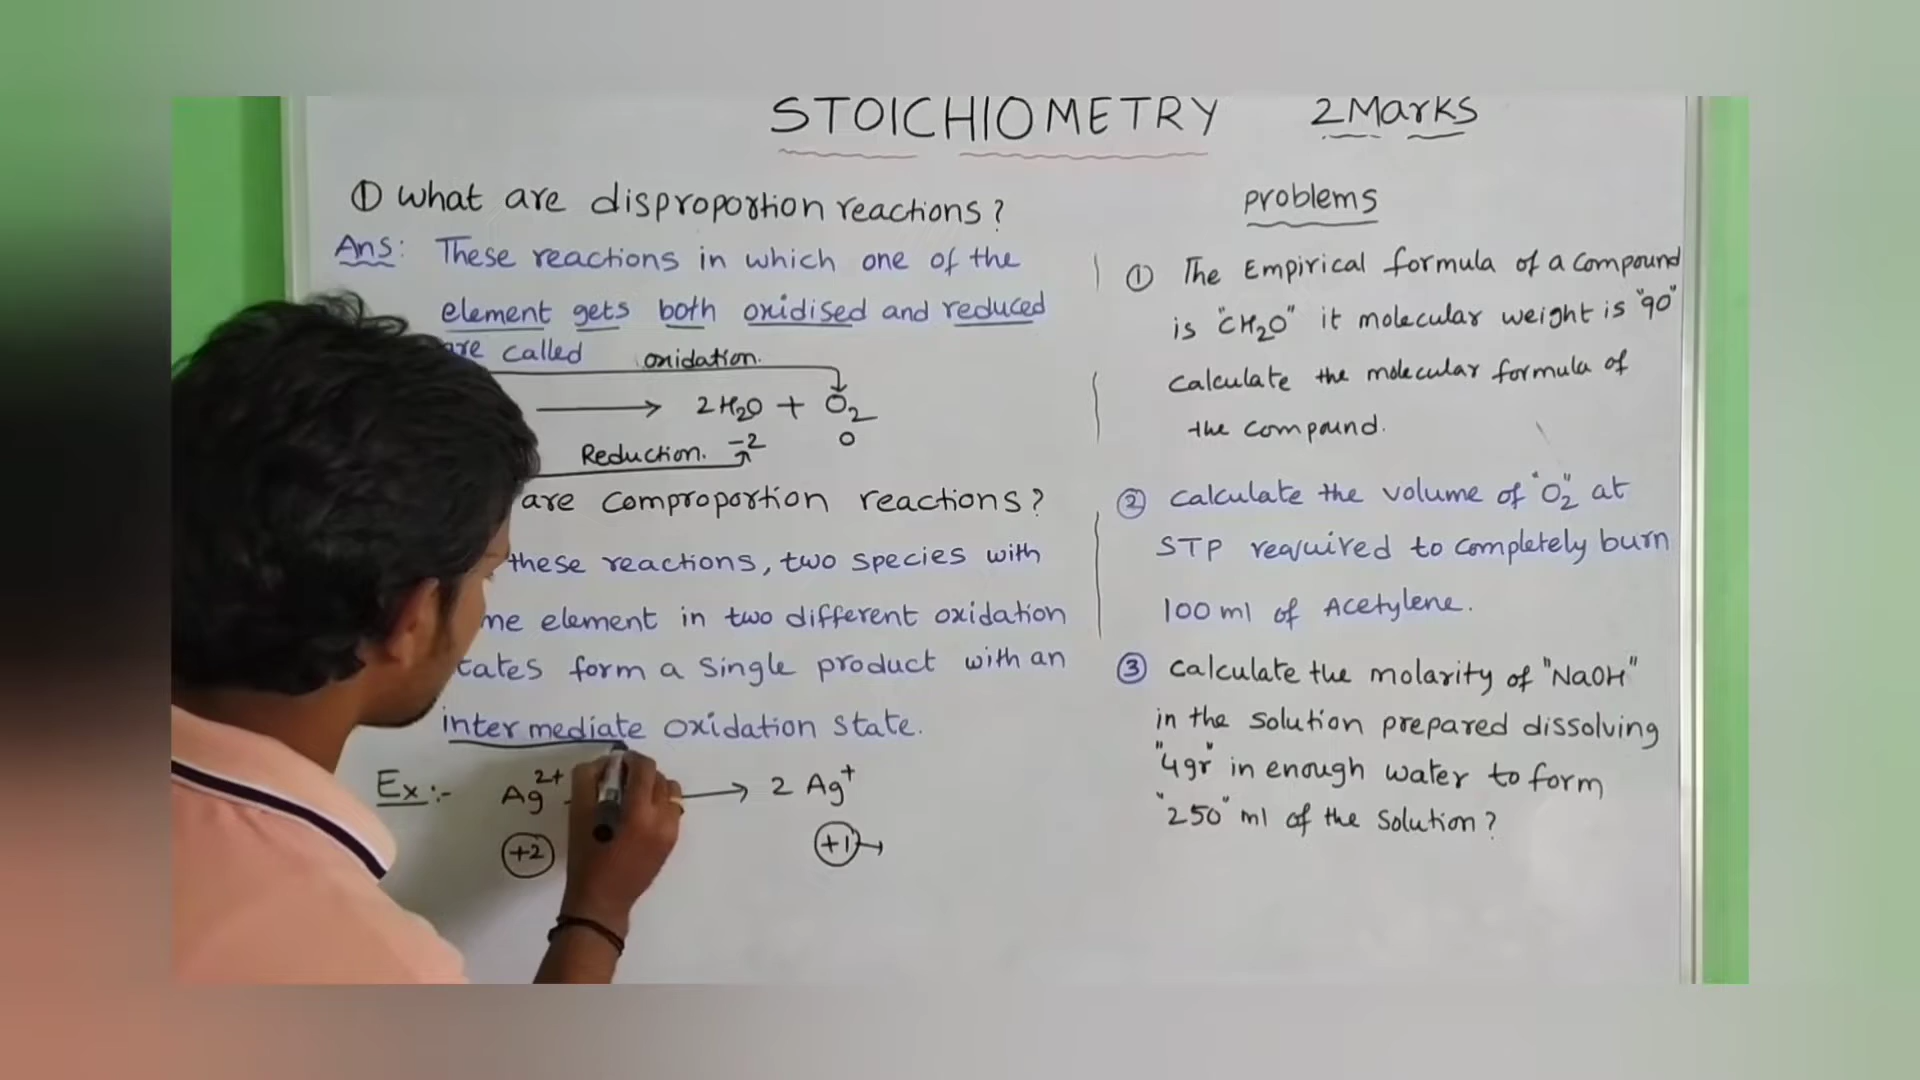 STOICHIOMETRY 2 Marks
① What are disproportion reactions?
Ans: These reactions in which one of the
element gets both oxidised and reduced
are called
oxidation.
→ 2H₂O + O₂
0
Reduction. -2
are comproportion reactions?
these reactions, two species with
me element in two different oxidation
tates form a single product with an
intermediate oxidation state.
Ex:- Ag²⁺ → 2 Ag⁺
+2 +1→
problems
① The Empirical formula of a compound
is "CH₂O" it molecular weight is "90"
Calculate the molecular formula of
the compound.
② Calculate the volume of "O₂" at
STP required to completely burn
100 ml of Acetylene.
③ Calculate the molarity of "NaOH"
in the solution prepared dissolving
"4gr" in enough water to form
"250" ml of the solution?